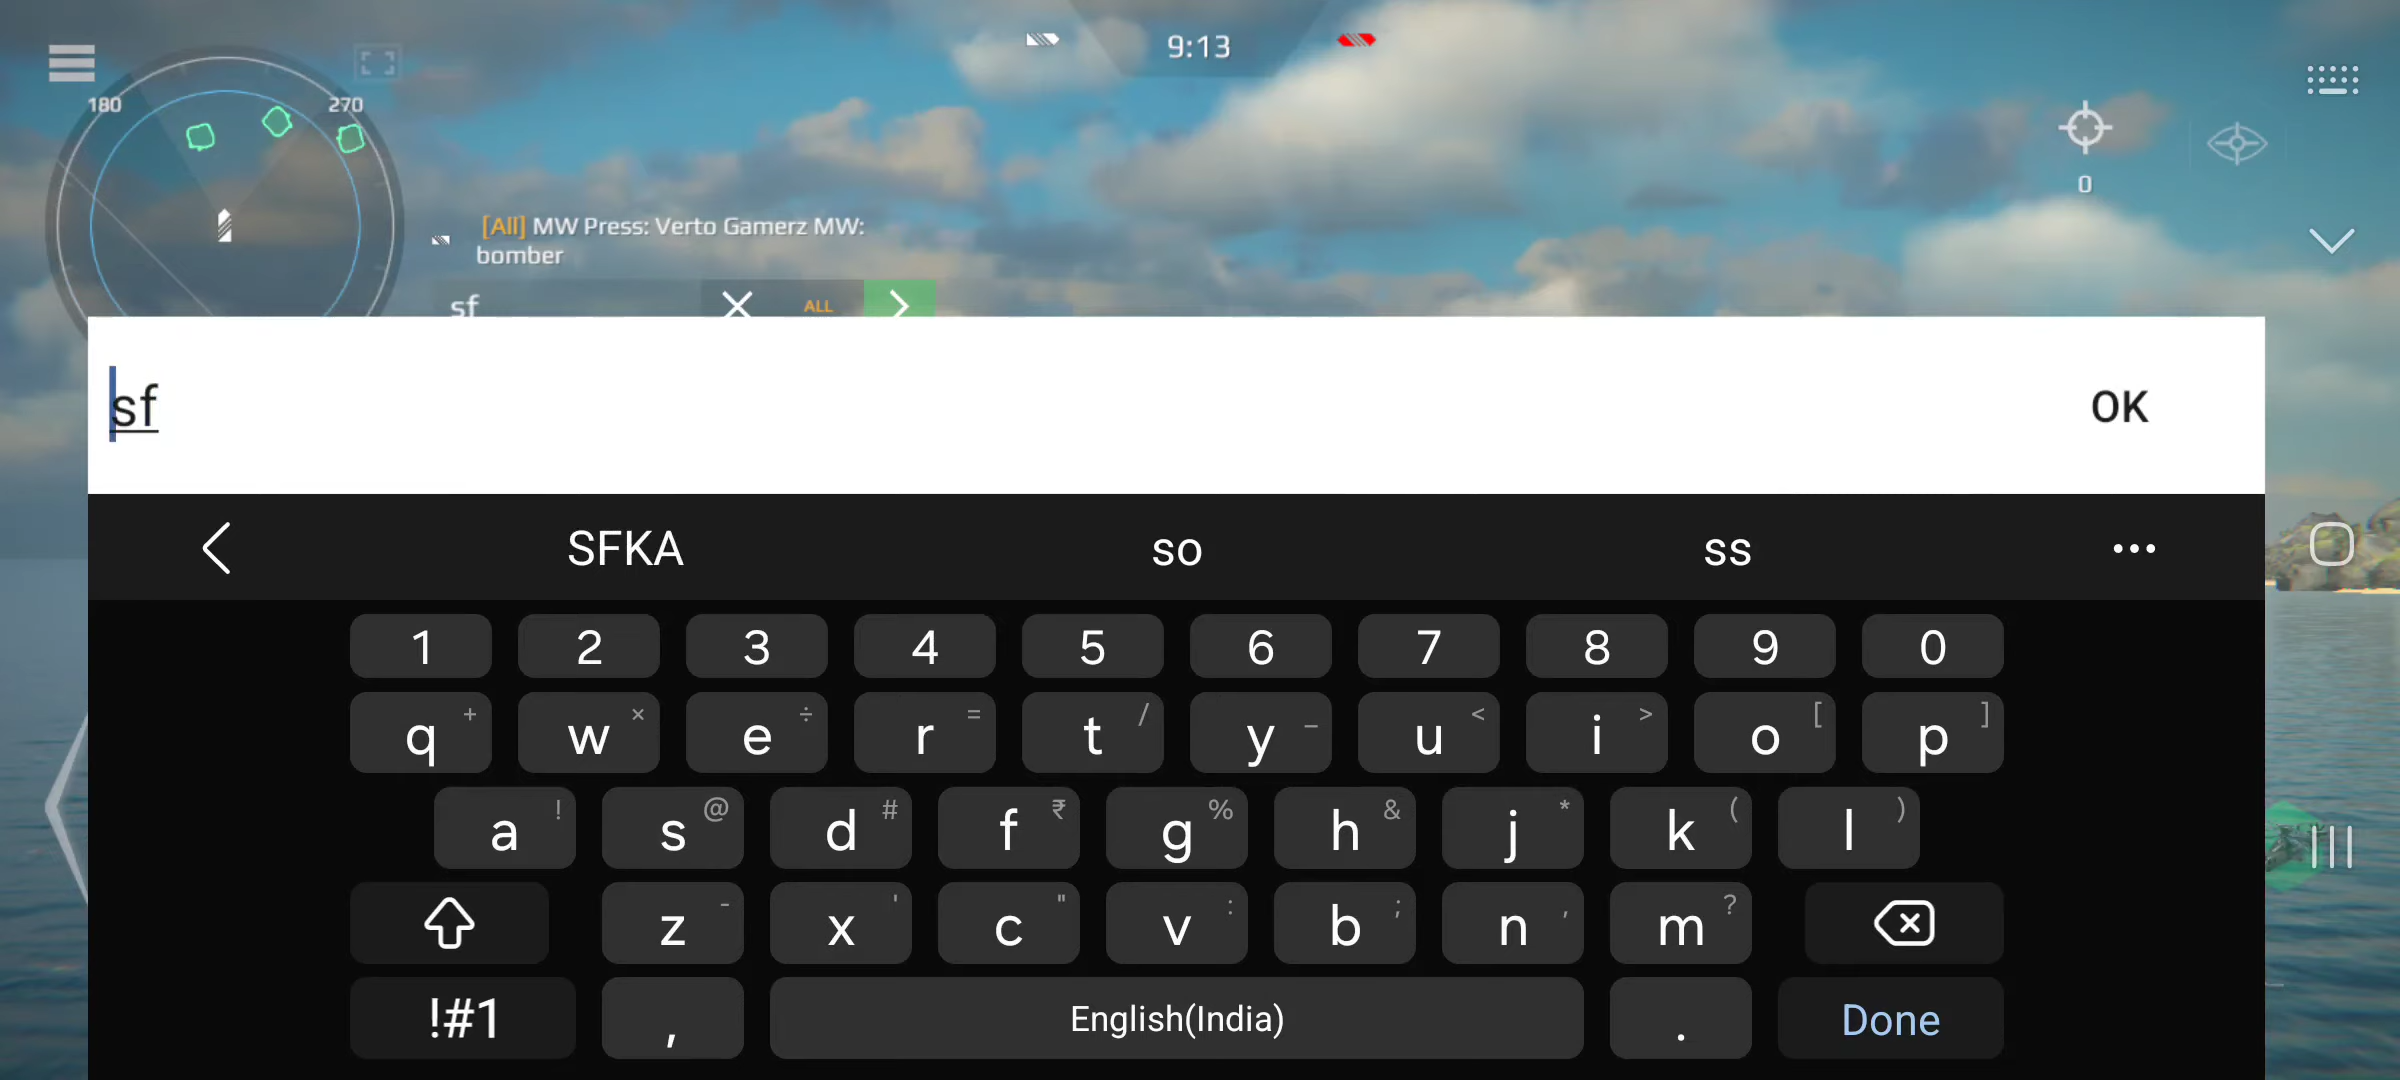 9:13
180
270
0
[All] MW Press: Verto Gamerz MW:
bomber
sf
ALL
sf
OK
SFKA
so
ss
1 2 3 4 5 6 7 8 9 0
q + w × e ÷ r = t / y _ u < i > o [ p ]
a ! s @ d # f ₹ g % h & j * k ( l )
z - x ' c " v : b ; n , m ?
!#1 , English(India) . Done